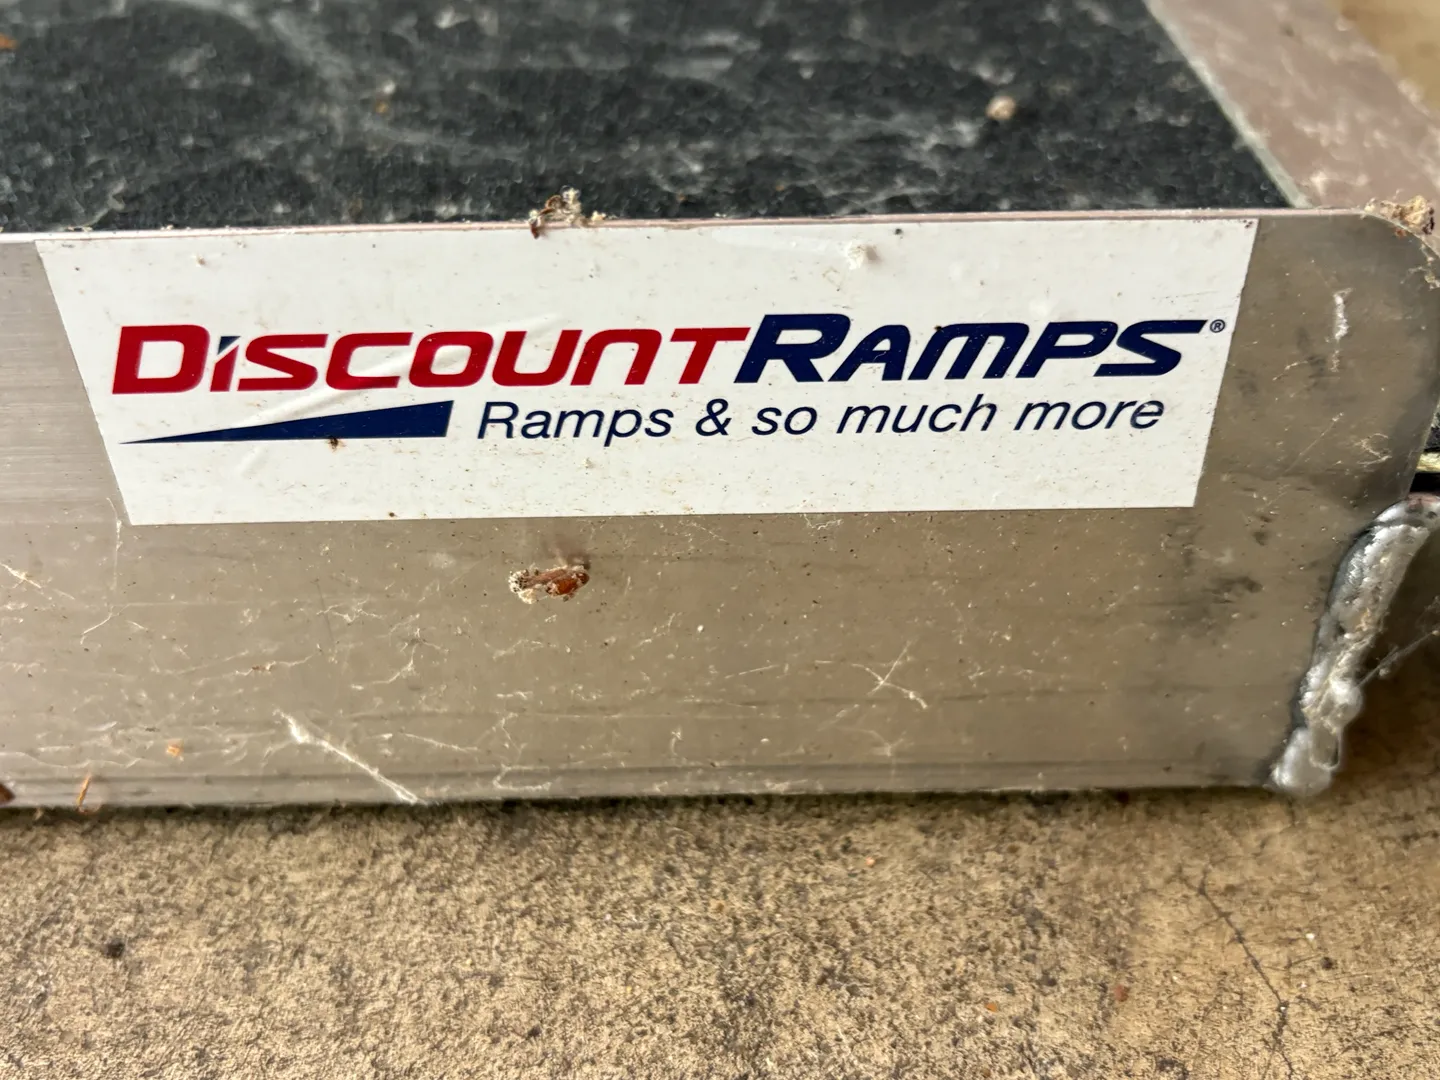 DiscountRamps®
Ramps & so much more